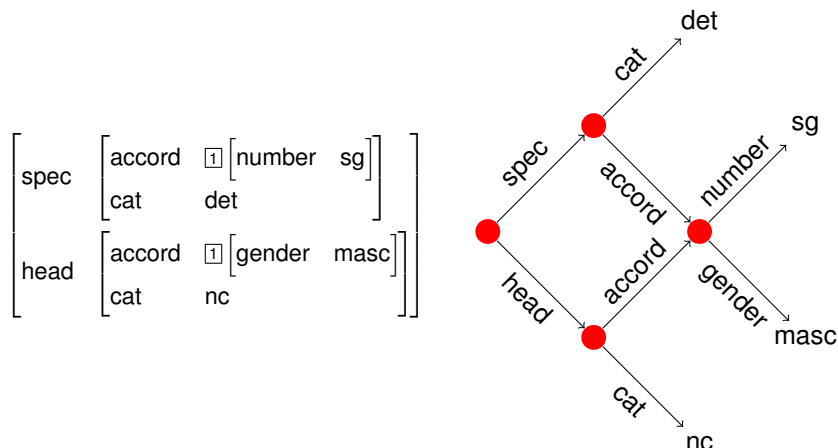 spec accord 1 number sg
cat det
head accord 1 gender masc
cat nc
det
cat
sg
spec
number
accord
accord
head
gender
masc
cat
nc